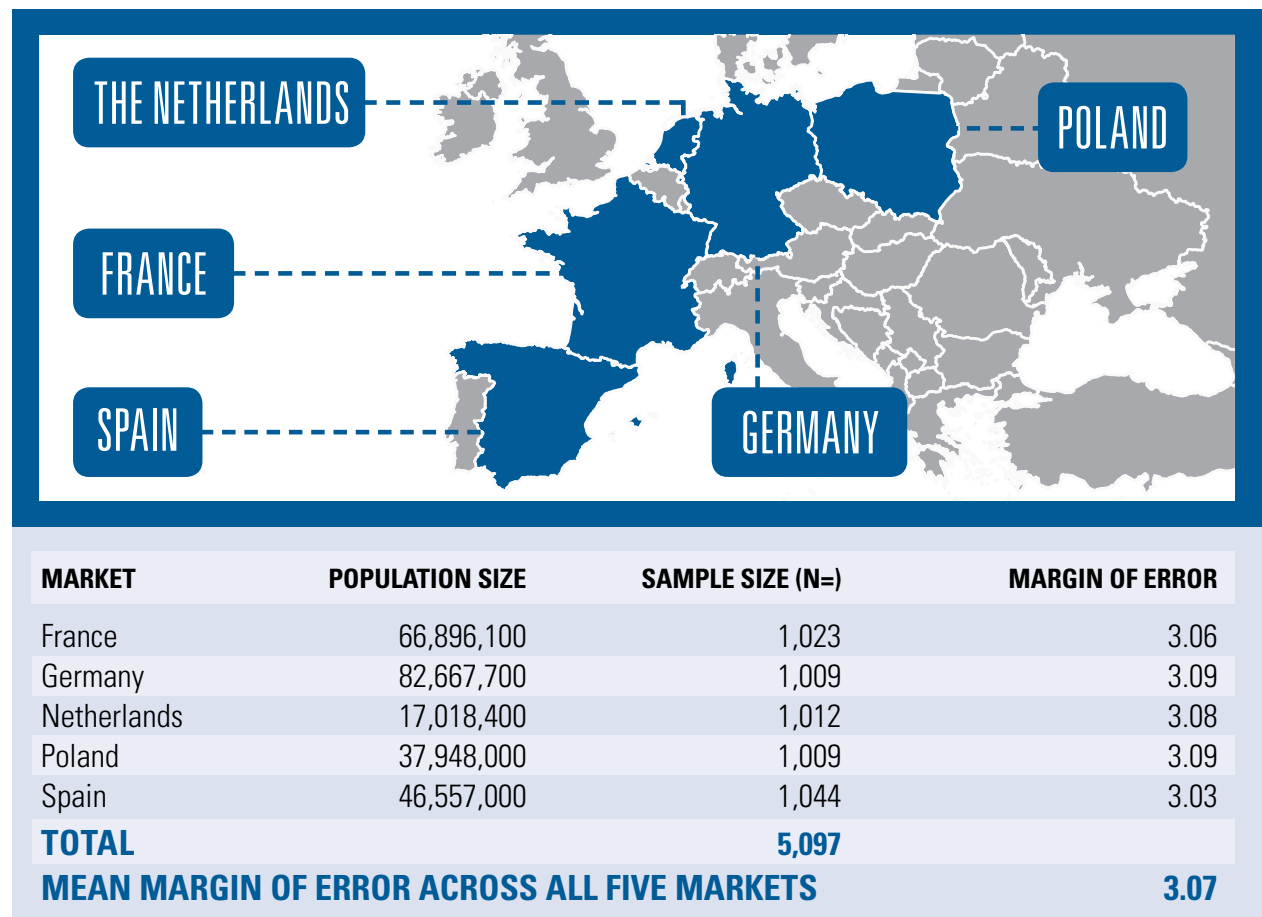 THE NETHERLANDS
POLAND
FRANCE
SPAIN
GERMANY
MARKET POPULATION SIZE SAMPLE SIZE (N=) MARGIN OF ERROR
France 66,896,100 1,023 3.06
Germany 82,667,700 1,009 3.09
Netherlands 17,018,400 1,012 3.08
Poland 37,948,000 1,009 3.09
Spain 46,557,000 1,044 3.03
TOTAL 5,097
MEAN MARGIN OF ERROR ACROSS ALL FIVE MARKETS 3.07